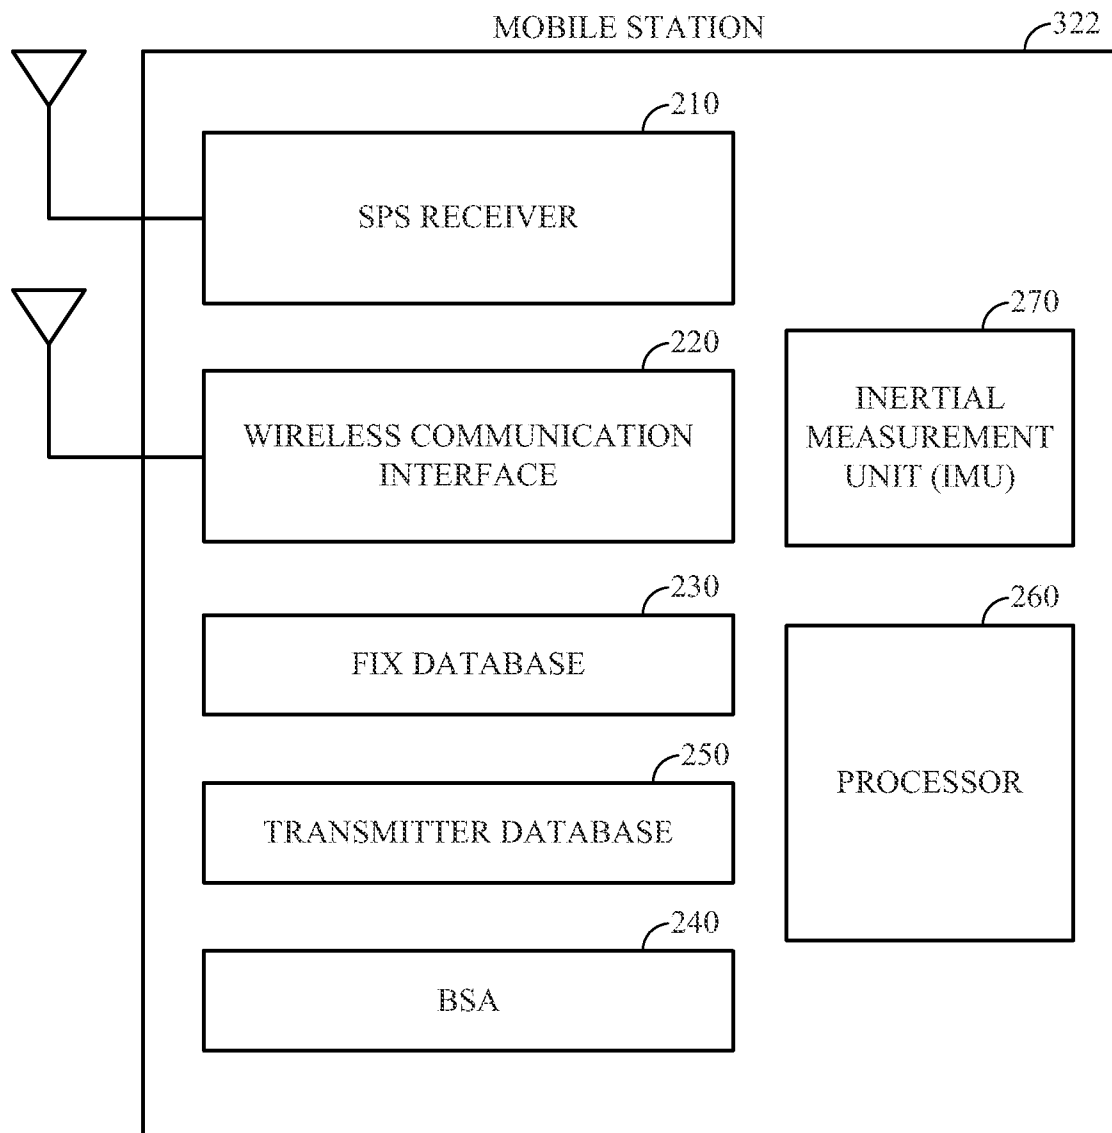 MOBILE STATION
322
210
SPS RECEIVER
220
WIRELESS COMMUNICATION
INTERFACE
270
INERTIAL
MEASUREMENT
UNIT (IMU)
230
FIX DATABASE
260
PROCESSOR
250
TRANSMITTER DATABASE
240
BSA